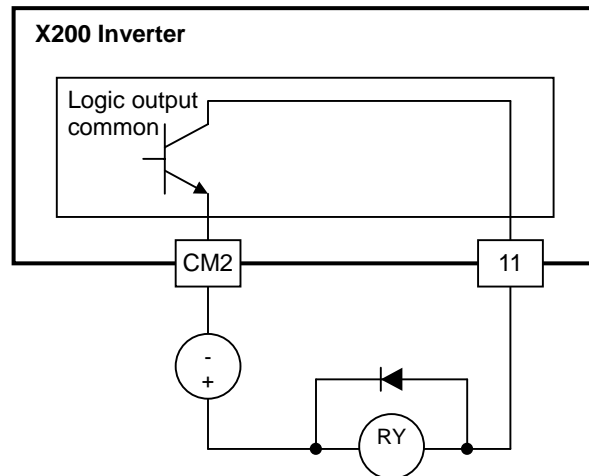 X200 Inverter
Logic output
common
CM2
11
-
+
RY